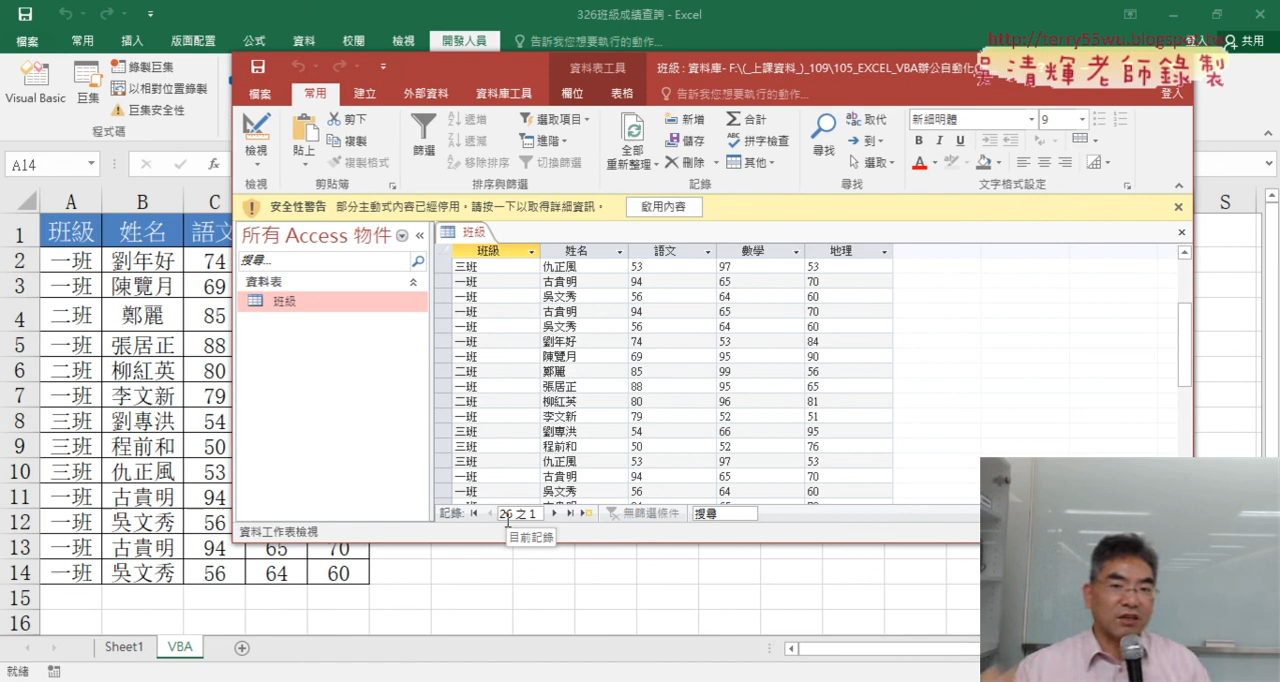 326班級成績查詢 - Excel
檔案 常用 插入 版面配置 公式 資料 校閱 檢視 開發人員 告訴我您想要執行的動作... 登入 共用
http://terry55wu.blogspot.tw
吳清輝老師錄製
Visual Basic 巨集 錄製巨集
以相對位置錄製
巨集安全性
程式碼
資料表工具 班級 : 資料庫- F:\(_上課資料_)_109\105_EXCEL_VBA辦公自動化
檔案 常用 建立 外部資料 資料庫工具 欄位 表格 告訴我您想要執行的動作... 登入
檢視 貼上 剪下 複製 複製格式 篩選 遞增 遞減 移除排序 選取項目 進階 切換篩選
全部重新整理 新增 儲存 刪除 合計 拼字檢查 其他 尋找 取代 到 選取 新細明體 9
B I U
檢視 剪貼簿 排序與篩選 記錄 尋找 文字格式設定
安全性警告 部分主動式內容已經停用。請按一下以取得詳細資訊。 啟用內容
所有 Access 物件
搜尋...
資料表
班級
班級
班級 姓名 語文 數學 地理
三班 仇正風 53 97 53
一班 古貴明 94 65 70
一班 吳文秀 56 64 60
一班 古貴明 94 65 70
一班 吳文秀 56 64 60
一班 劉年好 74 53 84
一班 陳覽月 69 95 90
二班 鄭麗 85 99 56
一班 張居正 88 95 65
二班 柳紅英 80 96 81
一班 李文新 79 52 51
三班 劉專洪 54 66 95
三班 程前和 50 52 76
三班 仇正風 53 97 53
一班 古貴明 94 65 70
一班 吳文秀 56 64 60
記錄: 26 之 1 無篩選條件 搜尋
目前記錄
資料工作表檢視
A14 fx
A B C S
1 班級 姓名 語文
2 一班 劉年好 74
3 一班 陳覽月 69
4 二班 鄭麗 85
5 一班 張居正 88
6 二班 柳紅英 80
7 一班 李文新 79
8 三班 劉專洪 54
9 三班 程前和 50
10 三班 仇正風 53
11 一班 古貴明 94
12 一班 吳文秀 56
13 一班 古貴明 94 65 70
14 一班 吳文秀 56 64 60
15
16
Sheet1 VBA
就緒